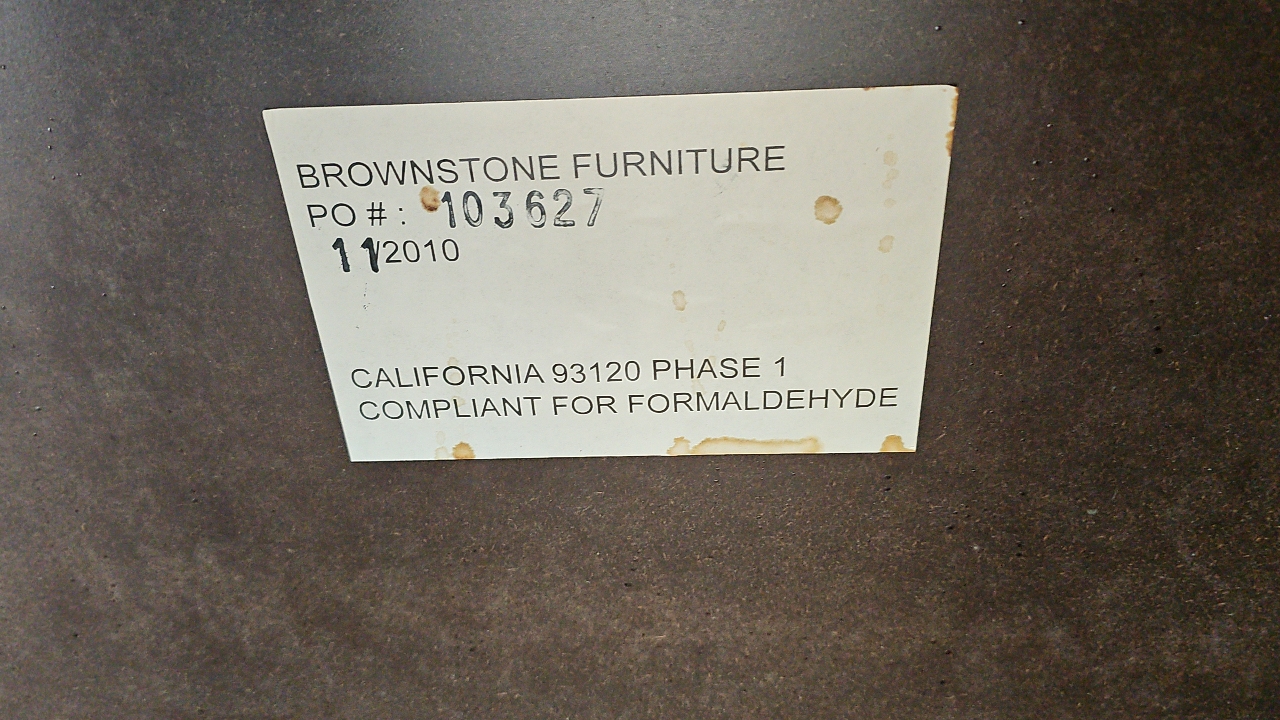 BROWNSTONE FURNITURE
PO # : 103627
11/2010
CALIFORNIA 93120 PHASE 1
COMPLIANT FOR FORMALDEHYDE